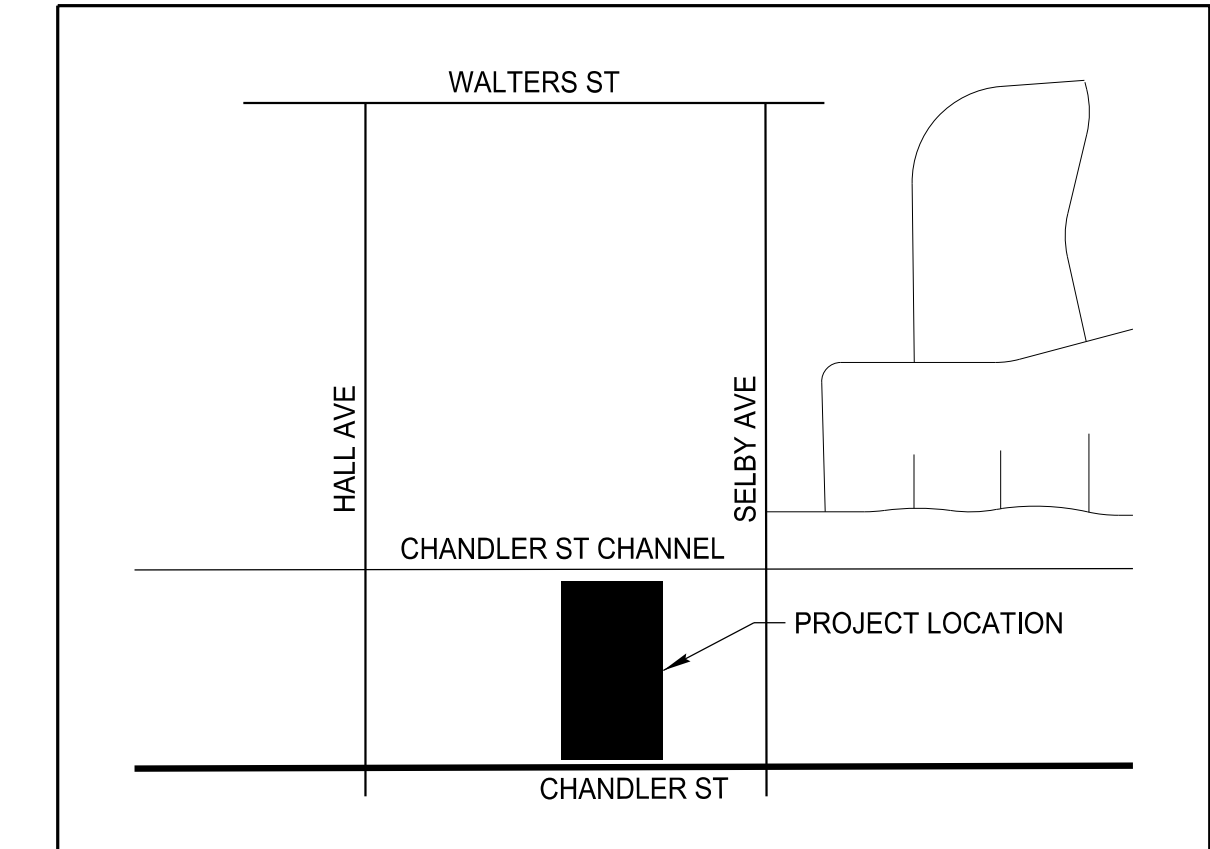 WALTERS ST
HALL AVE
SELBY AVE
CHANDLER ST CHANNEL
PROJECT LOCATION
CHANDLER ST